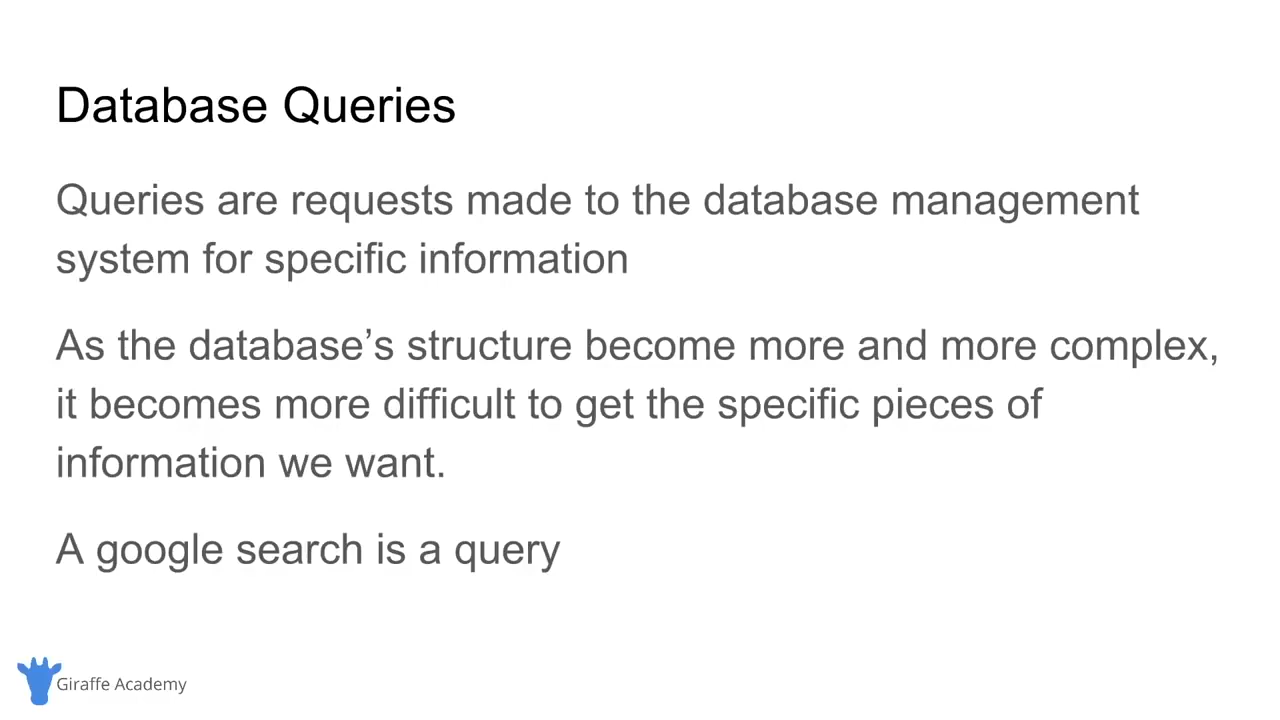 Database Queries
Queries are requests made to the database management
system for specific information
As the database’s structure become more and more complex,
it becomes more difficult to get the specific pieces of
information we want.
A google search is a query
Giraffe Academy